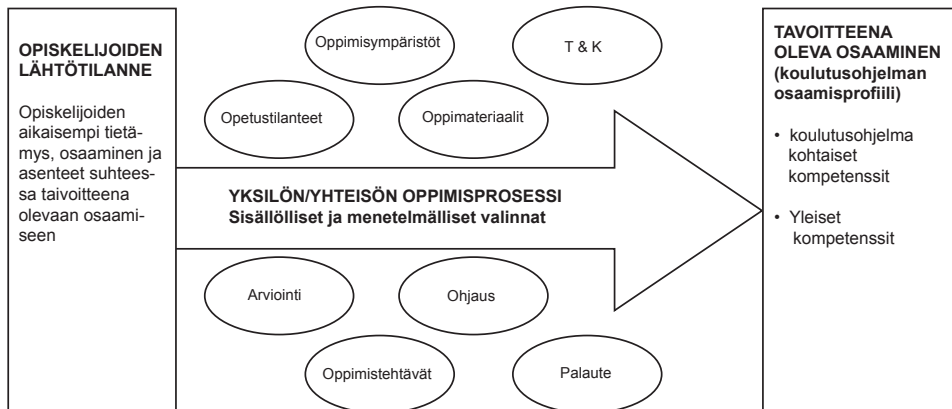 OPISKELIJOIDEN
LÄHTÖTILANNE
Opiskelijoiden
aikaisempi tietä-
mys, osaaminen ja
asenteet suhtees-
sa taivoitteena
olevaan osaami-
seen
Oppimisympäristöt
T & K
Opetustilanteet
Oppimateriaalit
YKSILÖN/YHTEISÖN OPPIMISPROSESSI
Sisällölliset ja menetelmälliset valinnat
Arviointi
Ohjaus
Oppimistehtävät
Palaute
TAVOITTEENA
OLEVA OSAAMINEN
(koulutusohjelman
osaamisprofiili)
• koulutusohjelma
kohtaiset
kompetenssit
• Yleiset
kompetenssit